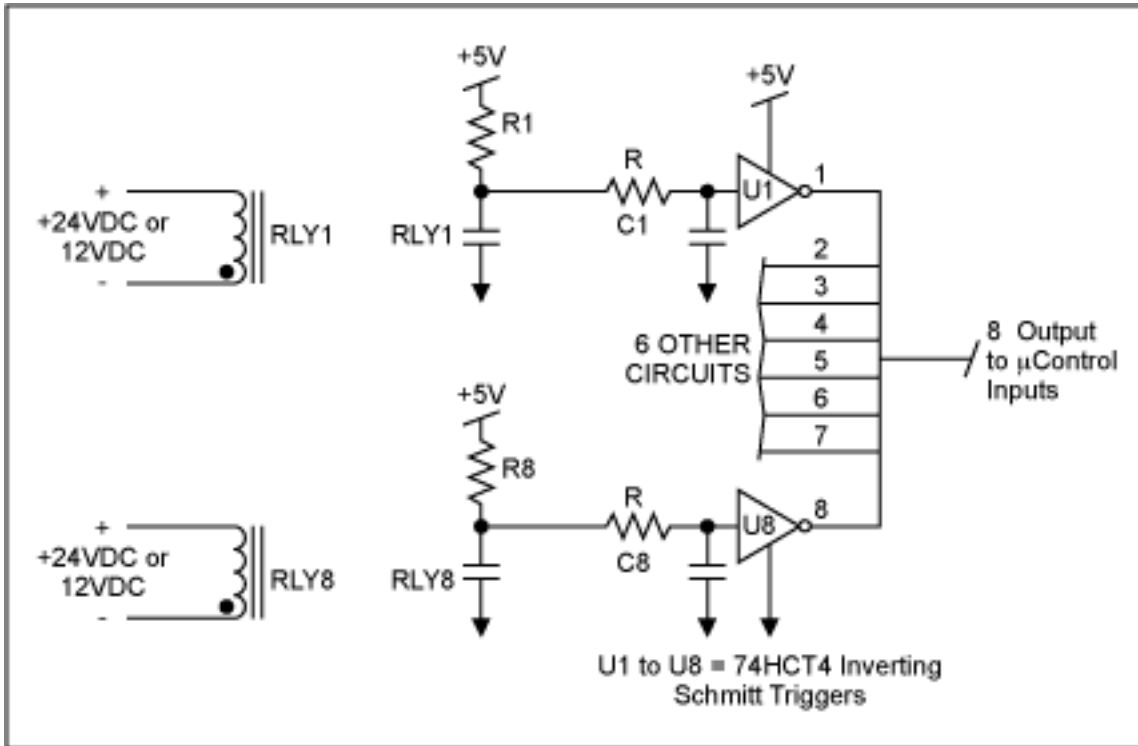 +5V
R1
+5V
R
U1
1
+
+24VDC or
12VDC
-
RLY1
RLY1
C1
2
3
4
5
6
7
6 OTHER
CIRCUITS
8 Output
to μControl
Inputs
+5V
R8
R
U8
8
+
+24VDC or
12VDC
-
RLY8
RLY8
C8
U1 to U8 = 74HCT4 Inverting
Schmitt Triggers